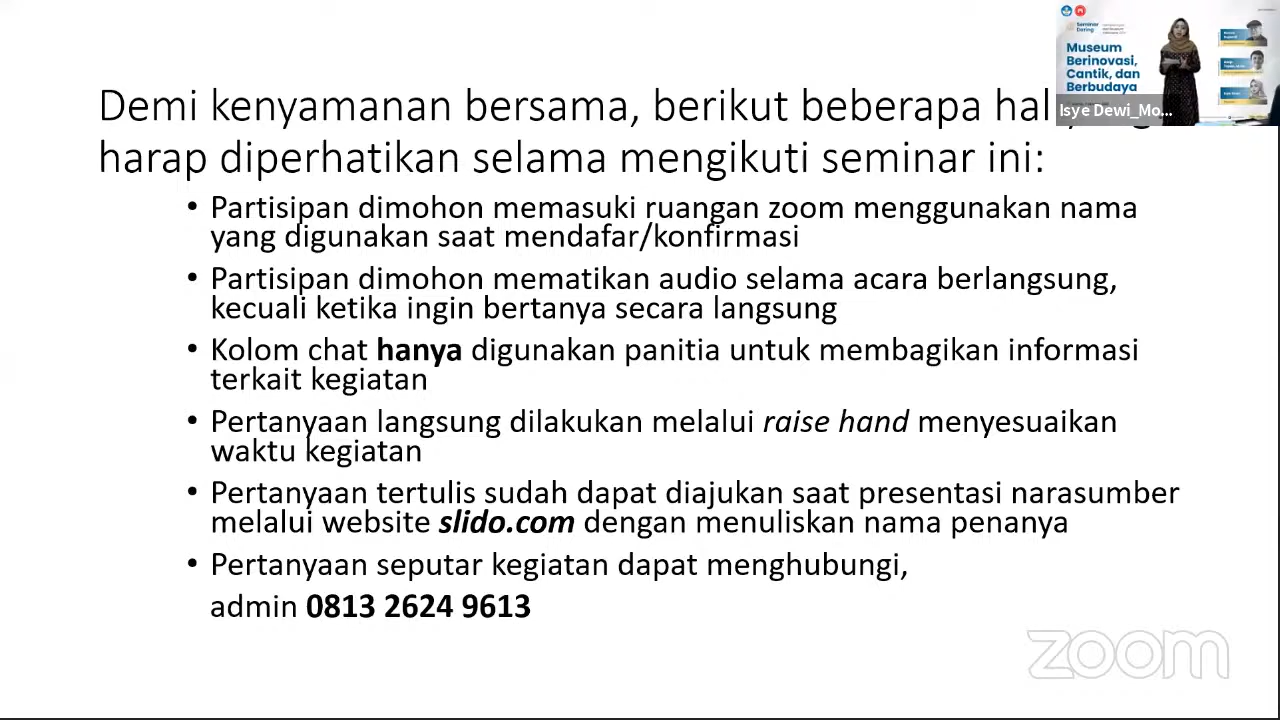 Demi kenyamanan bersama, berikut beberapa hal
harap diperhatikan selama mengikuti seminar ini:
• Partisipan dimohon memasuki ruangan zoom menggunakan nama
yang digunakan saat mendafar/konfirmasi
• Partisipan dimohon mematikan audio selama acara berlangsung,
kecuali ketika ingin bertanya secara langsung
• Kolom chat hanya digunakan panitia untuk membagikan informasi
terkait kegiatan
• Pertanyaan langsung dilakukan melalui raise hand menyesuaikan
waktu kegiatan
• Pertanyaan tertulis sudah dapat diajukan saat presentasi narasumber
melalui website slido.com dengan menuliskan nama penanya
• Pertanyaan seputar kegiatan dapat menghubungi,
admin 0813 2624 9613
Seminar
Daring
Museum
Berinovasi,
Cantik, dan
Berbudaya
Isye Dewi_Mo...
zoom